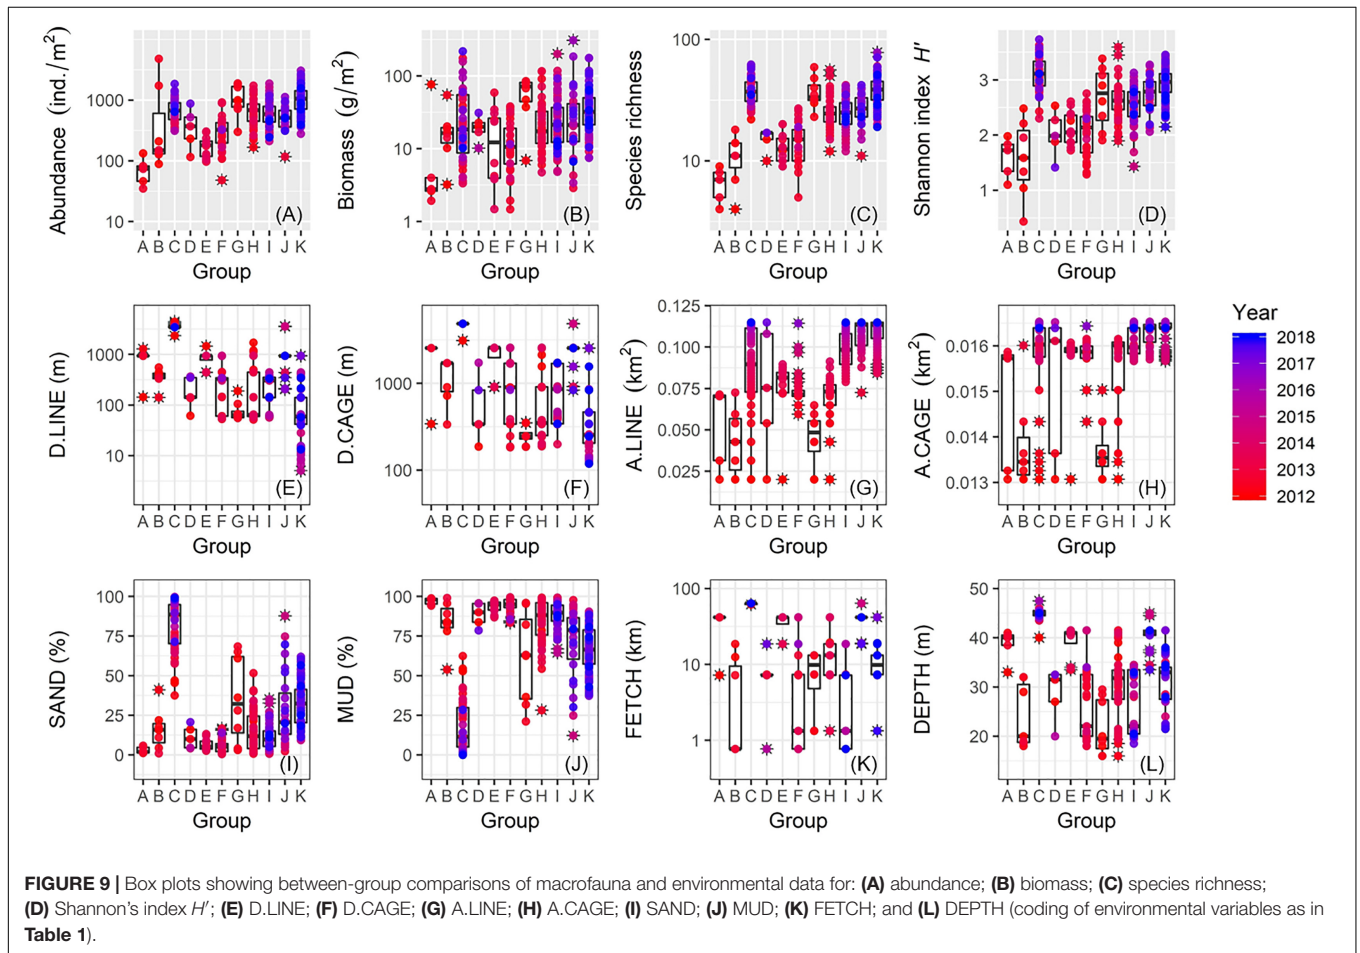 Abundance (ind./m²)
1000
100
10
(A)
A B C D E F G H I J K
Group
Biomass (g/m²)
100
10
1
(B)
A B C D E F G H I J K
Group
Species richness
100
10
(C)
A B C D E F G H I J K
Group
Shannon index H'
3
2
1
(D)
A B C D E F G H I J K
Group
D.LINE (m)
1000
100
10
(E)
A B C D E F G H I J K
Group
D.CAGE (m)
1000
100
(F)
A B C D E F G H I J K
Group
A.LINE (km²)
0.125
0.100
0.075
0.050
0.025
(G)
A B C D E F G H I J K
Group
A.CAGE (km²)
0.016
0.015
0.014
0.013
(H)
A B C D E F G H I J K
Group
Year
2018
2017
2016
2015
2014
2013
2012
SAND (%)
100
75
50
25
0
(I)
A B C D E F G H I J K
Group
MUD (%)
100
75
50
25
0
(J)
A B C D E F G H I J K
Group
FETCH (km)
100
10
1
(K)
A B C D E F G H I J K
Group
DEPTH (m)
50
40
30
20
(L)
A B C D E F G H I J K
Group
FIGURE 9 | Box plots showing between-group comparisons of macrofauna and environmental data for: (A) abundance; (B) biomass; (C) species richness;
(D) Shannon's index H′; (E) D.LINE; (F) D.CAGE; (G) A.LINE; (H) A.CAGE; (I) SAND; (J) MUD; (K) FETCH; and (L) DEPTH (coding of environmental variables as in
Table 1).